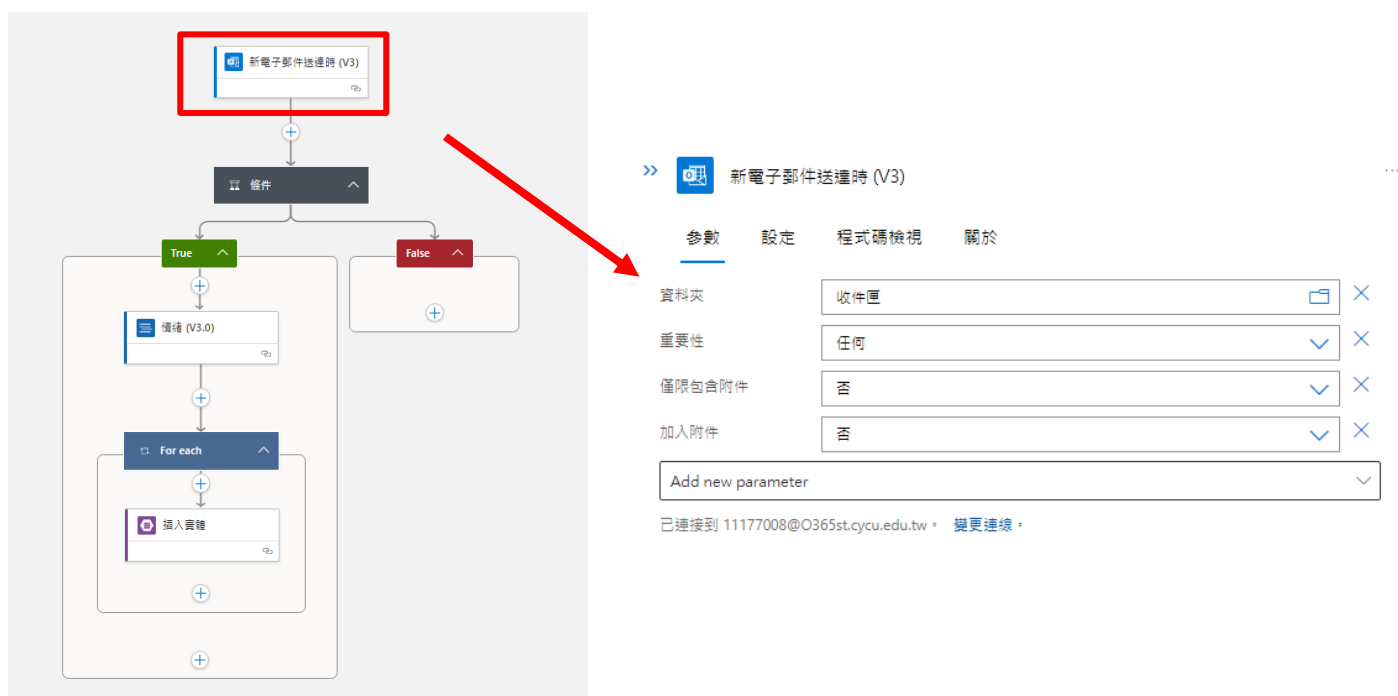 新電子郵件送達時 (V3)
條件
True
False
情緒 (V3.0)
For each
插入實體
新電子郵件送達時 (V3)
參數 設定 程式碼檢視 關於
資料夾 收件匣
重要性 任何
僅限包含附件 否
加入附件 否
Add new parameter
已連接到 11177008@O365st.cycu.edu.tw。 變更連線。